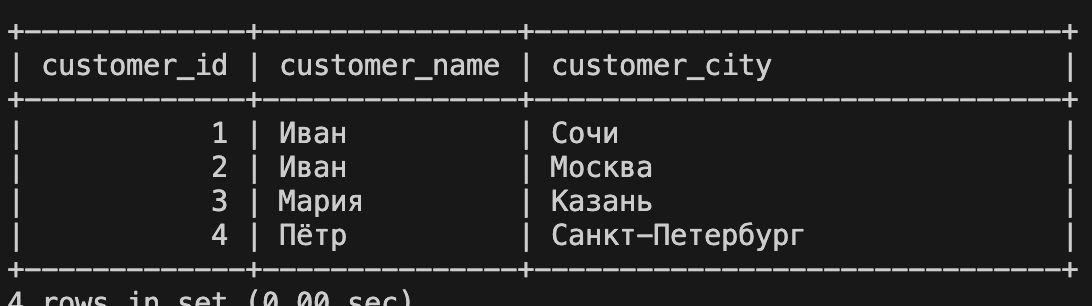 +-------------+---------------+-------------------------------+
| customer_id | customer_name | customer_city                 |
+-------------+---------------+-------------------------------+
|           1 | Иван          | Сочи                          |
|           2 | Иван          | Москва                        |
|           3 | Мария         | Казань                        |
|           4 | Пётр          | Санкт-Петербург               |
+-------------+---------------+-------------------------------+
4 rows in set (0.00 sec)